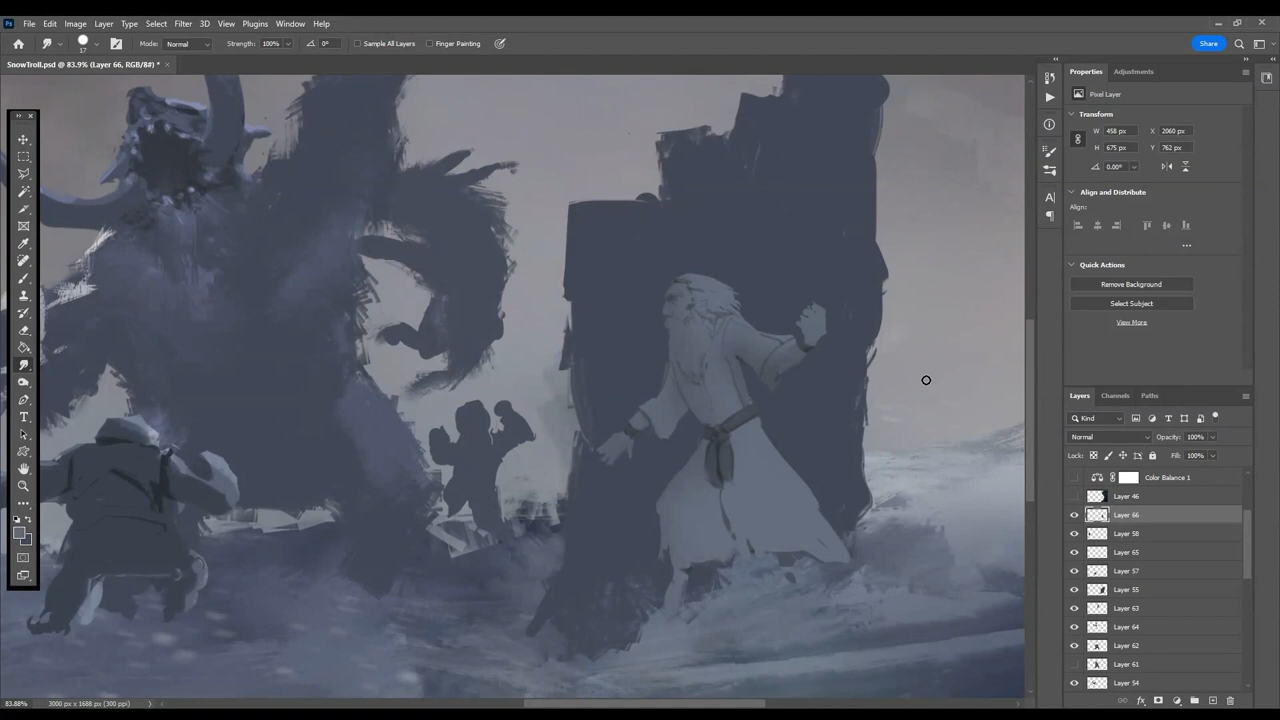 Ps File Edit Image Layer Type Select Filter 3D View Plugins Window Help
17 Mode: Normal Strength: 100% 0° Sample All Layers Finger Painting Share
SnowTroll.psd @ 83.9% (Layer 66, RGB/8#) * ×
Properties Adjustments
Pixel Layer
Transform
W 458 px X 2060 px
H 675 px Y 762 px
0.00°
Align and Distribute
Align:
Quick Actions
Remove Background
Select Subject
View More
Layers Channels Paths
Kind
Normal Opacity: 100%
Lock: Fill: 100%
Color Balance 1
Layer 46
Layer 66
Layer 58
Layer 65
Layer 57
Layer 55
Layer 63
Layer 64
Layer 62
Layer 61
Layer 54
83.88% 3000 px x 1688 px (300 ppi)